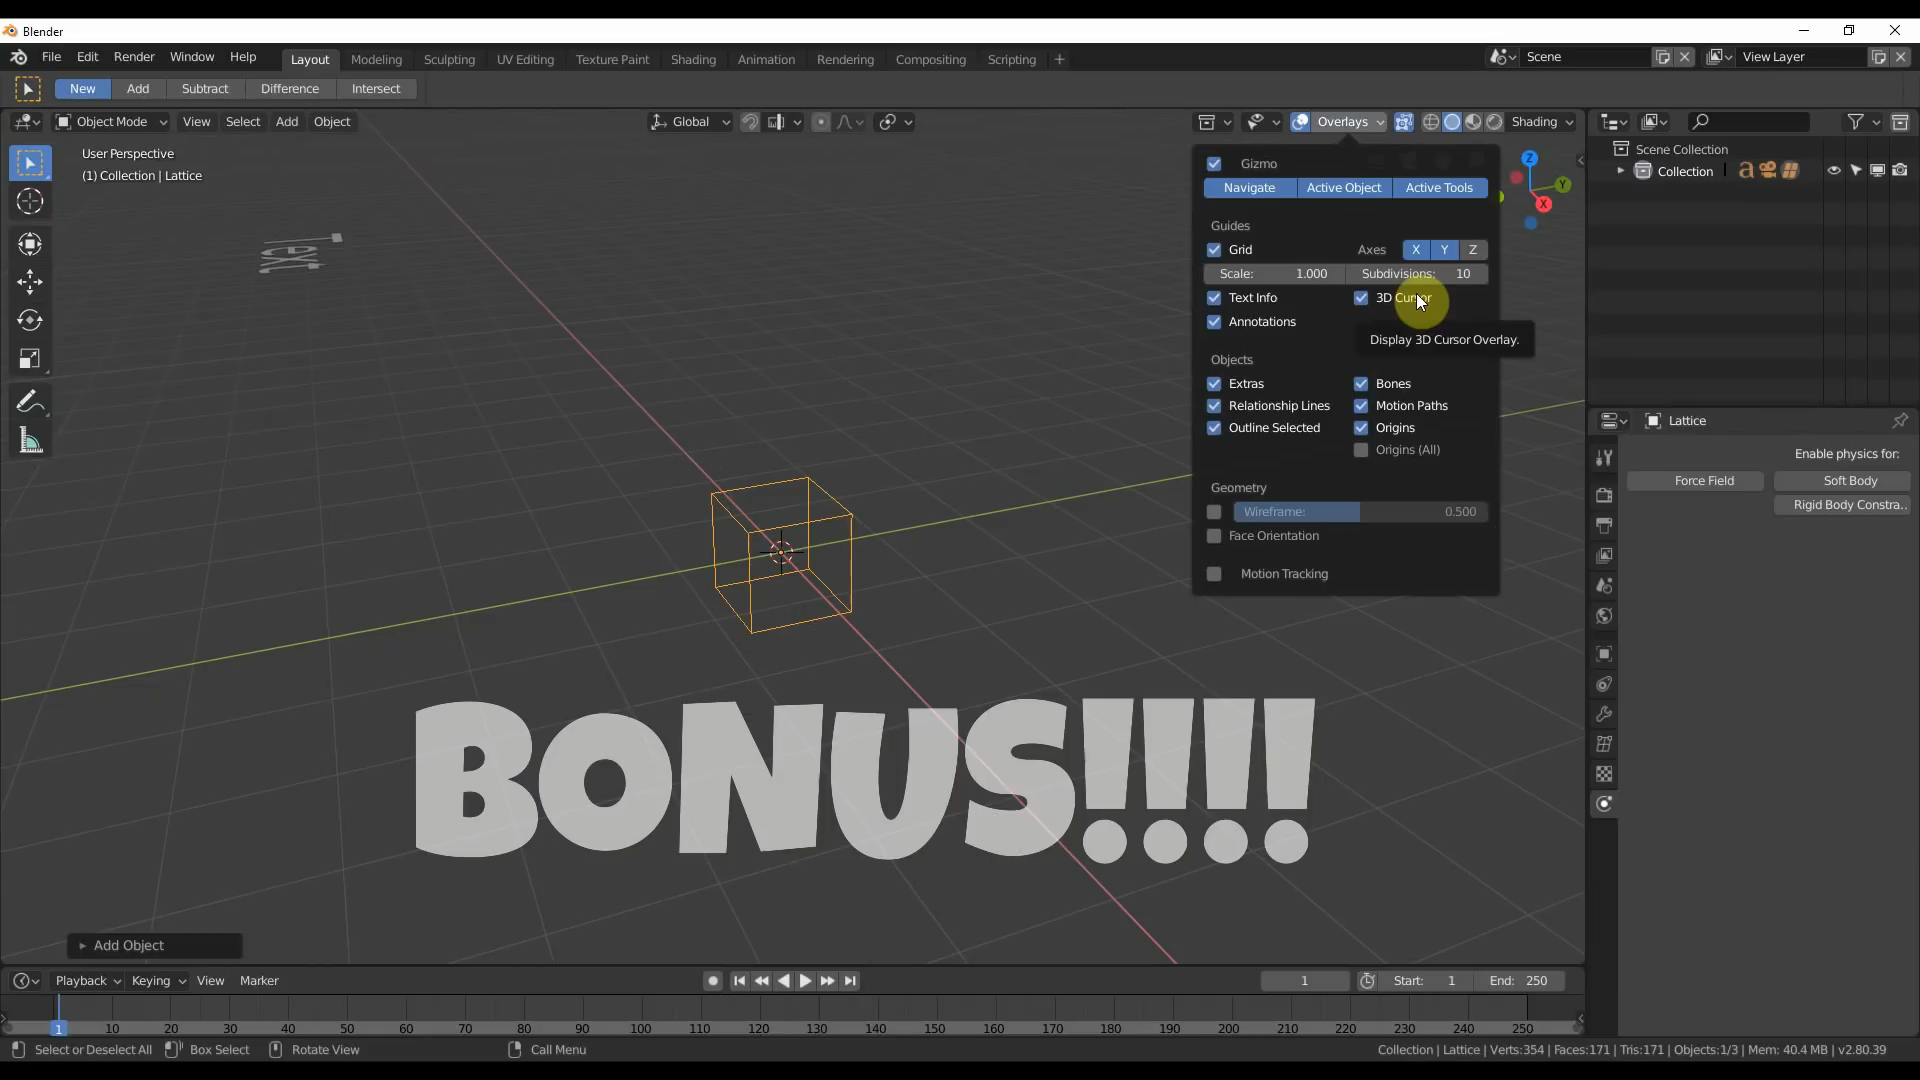 Blender
File Edit Render Window Help Layout Modeling Sculpting UV Editing Texture Paint Shading Animation Rendering Compositing Scripting + Scene View Layer
New Add Subtract Difference Intersect
Object Mode View Select Add Object Global Overlays Shading
User Perspective
(1) Collection | Lattice
Gizmo
Navigate Active Object Active Tools
Guides
Grid Axes X Y Z
Scale: 1.000 Subdivisions: 10
Text Info 3D Cursor
Annotations
Display 3D Cursor Overlay.
Objects
Extras Bones
Relationship Lines Motion Paths
Outline Selected Origins
Origins (All)
Geometry
Wireframe: 0.500
Face Orientation
Motion Tracking
Z
Y
X
Scene Collection
Collection
Lattice
Enable physics for:
Force Field Soft Body
Rigid Body Constra..
BONUS!!!!
Add Object
Playback Keying View Marker 1 Start: 1 End: 250
1 10 20 30 40 50 60 70 80 90 100 110 120 130 140 150 160 170 180 190 200 210 220 230 240 250
Select or Deselect All Box Select Rotate View Call Menu Collection | Lattice | Verts:354 | Faces:171 | Tris:171 | Objects:1/3 | Mem: 40.4 MB | v2.80.39